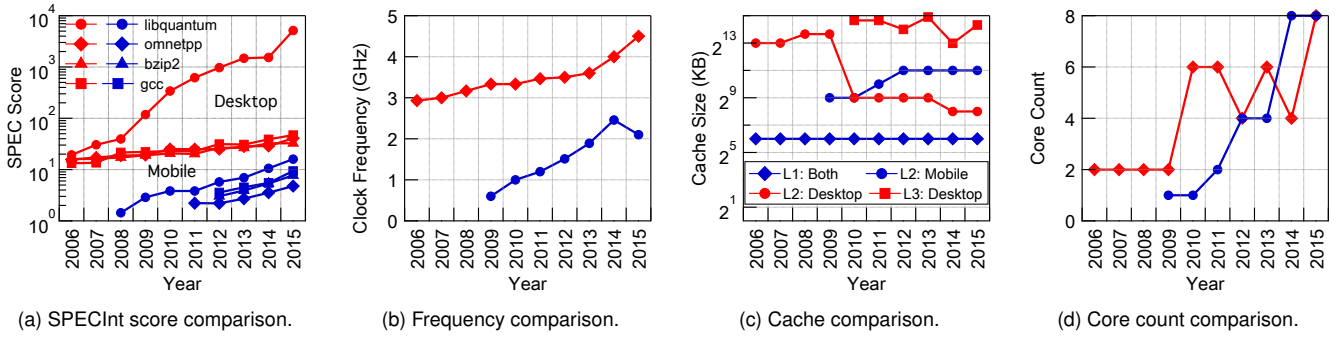 SPEC Score
10^4
10^3
10^2
10^1
10^0
libquantum
omnetpp
bzip2
gcc
Desktop
Mobile
2006 2007 2008 2009 2010 2011 2012 2013 2014 2015
Year
(a) SPECInt score comparison.
Clock Frequency (GHz)
5
4
3
2
1
0
2006 2007 2008 2009 2010 2011 2012 2013 2014 2015
Year
(b) Frequency comparison.
Cache Size (KB)
2^13
2^9
2^5
2^1
L1: Both
L2: Mobile
L2: Desktop
L3: Desktop
2006 2007 2008 2009 2010 2011 2012 2013 2014 2015
Year
(c) Cache comparison.
Core Count
8
6
4
2
0
2006 2007 2008 2009 2010 2011 2012 2013 2014 2015
Year
(d) Core count comparison.